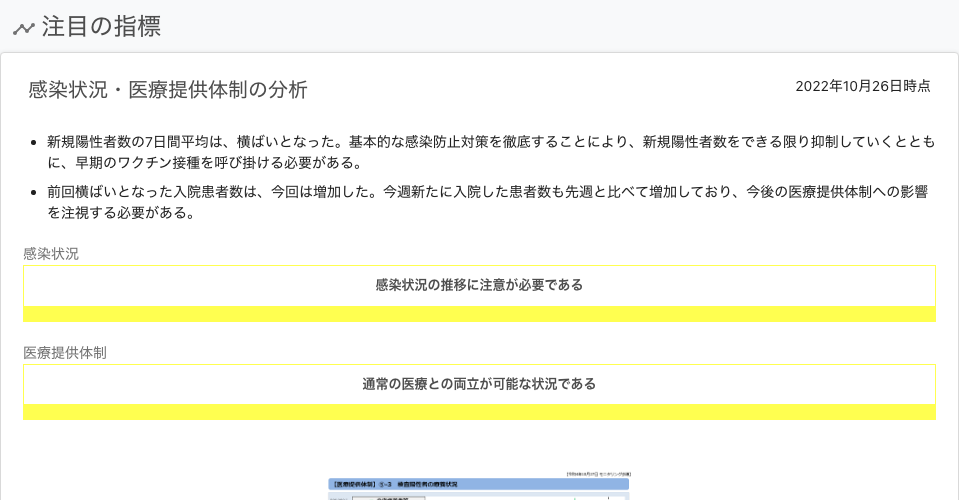 注目の指標
感染状況・医療提供体制の分析
2022年10月26日時点
• 新規陽性者数の7日間平均は、横ばいとなった。基本的な感染防止対策を徹底することにより、新規陽性者数をできる限り抑制していくととも
に、早期のワクチン接種を呼び掛ける必要がある。
• 前回横ばいとなった入院患者数は、今回は増加した。今週新たに入院した患者数も先週と比べて増加しており、今後の医療提供体制への影響
を注視する必要がある。
感染状況
感染状況の推移に注意が必要である
医療提供体制
通常の医療との両立が可能な状況である
【医療提供体制】⑤-3 検査陽性者の療養状況